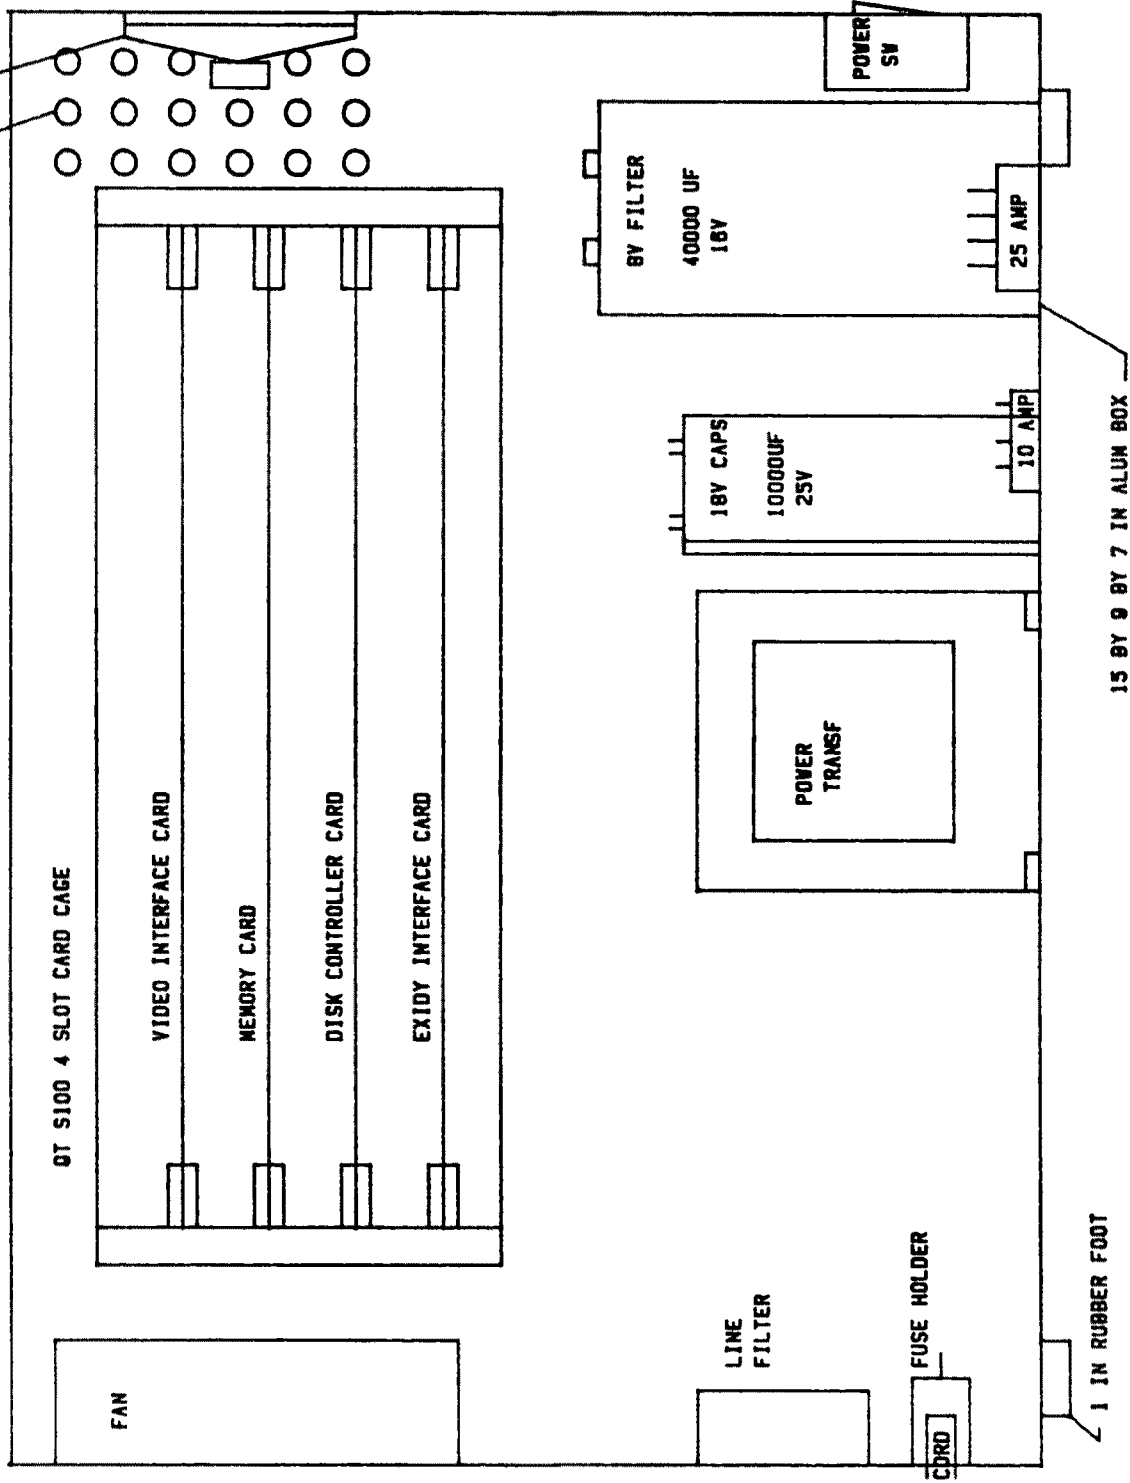 QT S100 4 SLOT CARD CAGE
VIDEO INTERFACE CARD
MEMORY CARD
DISK CONTROLLER CARD
EXIDY INTERFACE CARD
FAN
LINE
FILTER
FUSE HOLDER
CORD
1 IN RUBBER FOOT
POWER
TRANSF
18V CAPS
10000UF
25V
10 AMP
8V FILTER
40000 UF
16V
25 AMP
POWER
SW
15 BY 9 BY 7 IN ALUM BOX